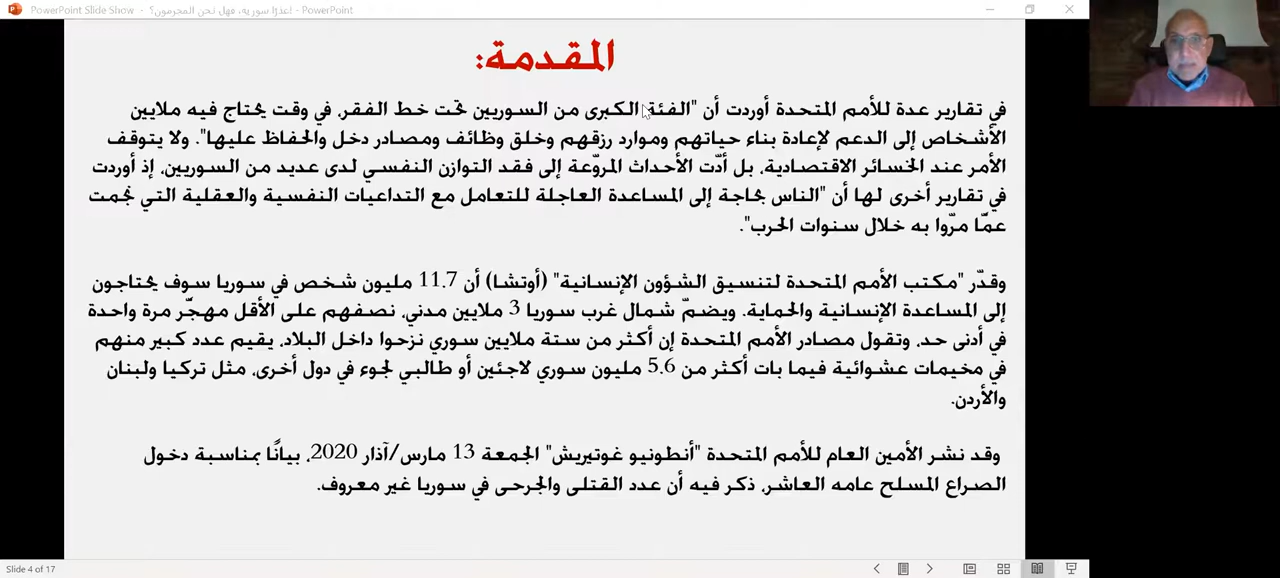 PowerPoint Slide Show - اعذرًا سوريه، فهل نحن المجرمون؟ - PowerPoint
المقدمة:
في تقارير عدة للأمم المتحدة أوردت أن "الفئة الكبرى من السوريين تحت خط الفقر، في وقت يحتاج فيه ملايين
الأشخاص إلى الدعم لإعادة بناء حياتهم وموارد رزقهم وخلق وظائف ومصادر دخل والحفاظ عليها". ولا يتوقف
الأمر عند الخسائر الاقتصادية، بل أدّت الأحداث المروّعة إلى فقد التوازن النفسي لدى عديد من السوريين، إذ أوردت
في تقارير أخرى لها أن "الناس بحاجة إلى المساعدة العاجلة للتعامل مع التداعيات النفسية والعقلية التي نجمت
عمّا مرّوا به خلال سنوات الحرب".
وقدّر "مكتب الأمم المتحدة لتنسيق الشؤون الإنسانية" (أوتشا) أن 11.7 مليون شخص في سوريا سوف يحتاجون
إلى المساعدة الإنسانية والحماية. ويضمّ شمال غرب سوريا 3 ملايين مدني، نصفهم على الأقل مهجّر مرة واحدة
في أدنى حد، وتقول مصادر الأمم المتحدة إن أكثر من ستة ملايين سوري نزحوا داخل البلاد، يقيم عدد كبير منهم
في مخيمات عشوائية فيما بات أكثر من 5.6 مليون سوري لاجئين أو طالبي لجوء في دول أخرى، مثل تركيا ولبنان
والأردن.
وقد نشر الأمين العام للأمم المتحدة "أنطونيو غوتيريش" الجمعة 13 مارس/آذار 2020، بيانًا بمناسبة دخول
الصراع المسلح عامه العاشر، ذكر فيه أن عدد القتلى والجرحى في سوريا غير معروف.
Slide 4 of 17